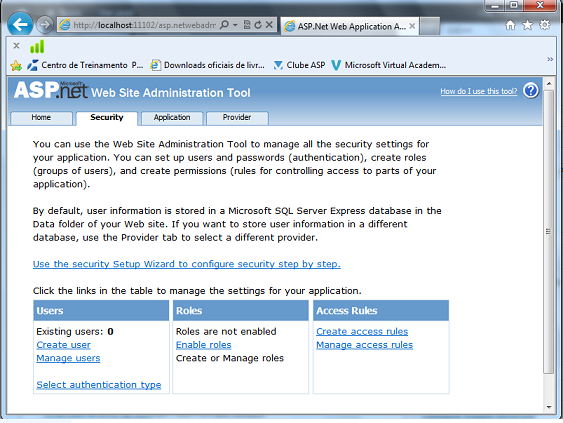 http://localhost:11102/asp.netwebadmi
ASP.Net Web Application A...
Centro de Treinamento P... Downloads oficiais de livr... Clube ASP Microsoft Virtual Academ...
Microsoft
ASP.net Web Site Administration Tool
How do I use this tool?
Home Security Application Provider
You can use the Web Site Administration Tool to manage all the security settings for
your application. You can set up users and passwords (authentication), create roles
(groups of users), and create permissions (rules for controlling access to parts of your
application).
By default, user information is stored in a Microsoft SQL Server Express database in the
Data folder of your Web site. If you want to store user information in a different
database, use the Provider tab to select a different provider.
Use the security Setup Wizard to configure security step by step.
Click the links in the table to manage the settings for your application.
Users Roles Access Rules
Existing users: 0 Roles are not enabled Create access rules
Create user Enable roles Manage access rules
Manage users Create or Manage roles
Select authentication type